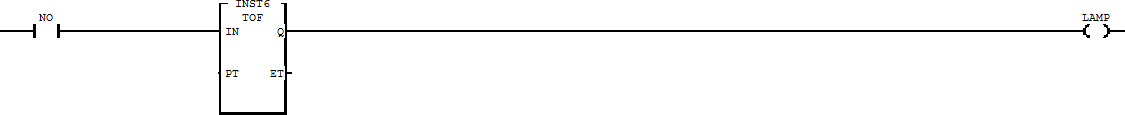 INST6
NO TOF LAMP
IN Q
PT ET